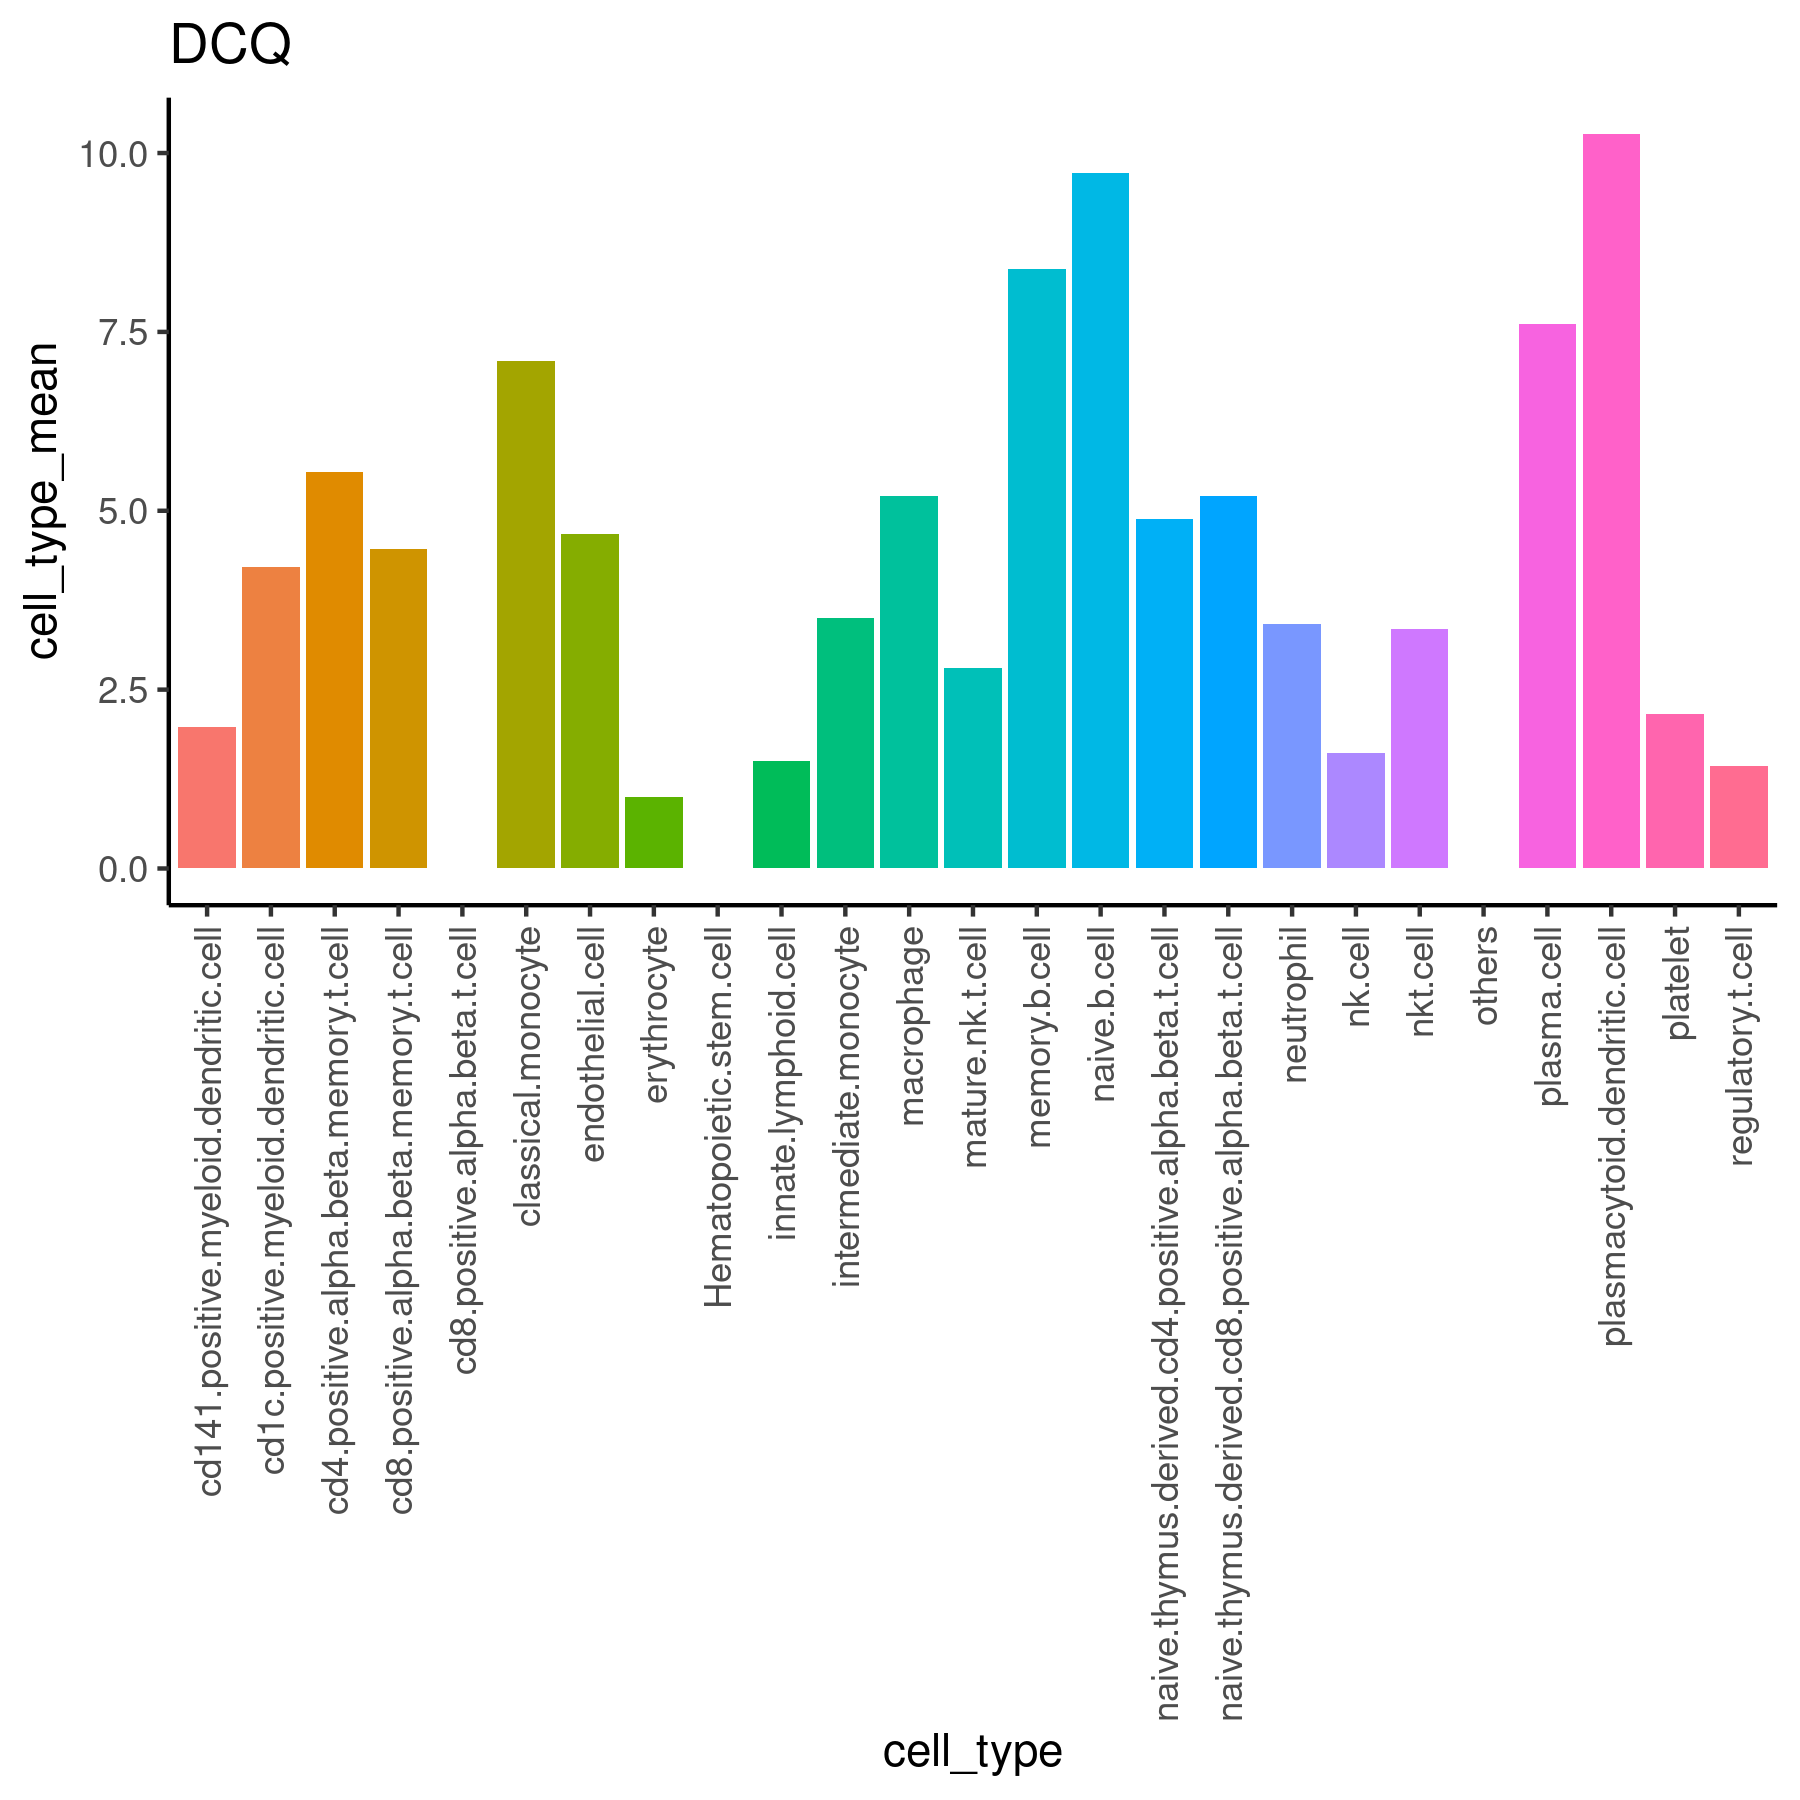 DCQ
cell_type_mean
10.0
7.5
5.0
2.5
0.0
cd141.positive.myeloid.dendritic.cell
cd1c.positive.myeloid.dendritic.cell
cd4.positive.alpha.beta.memory.t.cell
cd8.positive.alpha.beta.memory.t.cell
cd8.positive.alpha.beta.t.cell
classical.monocyte
endothelial.cell
erythrocyte
Hematopoietic.stem.cell
innate.lymphoid.cell
intermediate.monocyte
macrophage
mature.nk.t.cell
memory.b.cell
naive.b.cell
naive.thymus.derived.cd4.positive.alpha.beta.t.cell
naive.thymus.derived.cd8.positive.alpha.beta.t.cell
neutrophil
nk.cell
nkt.cell
others
plasma.cell
plasmacytoid.dendritic.cell
platelet
regulatory.t.cell
cell_type